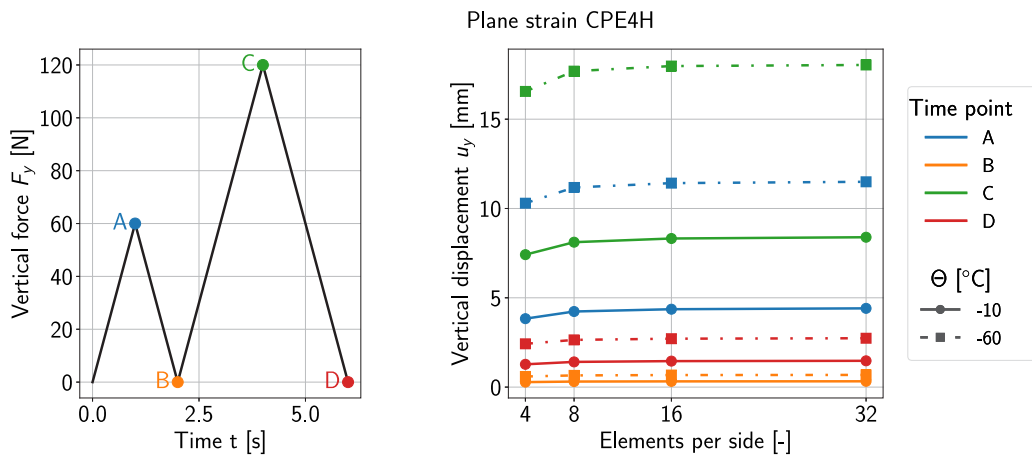 Plane strain CPE4H
Vertical force F_y [N]
120
100
80
60
40
20
0
A
B
C
D
0.0
2.5
5.0
Time t [s]
Vertical displacement u_y [mm]
15
10
5
0
4
8
16
32
Elements per side [-]
Time point
A
B
C
D
Θ [°C]
-10
-60